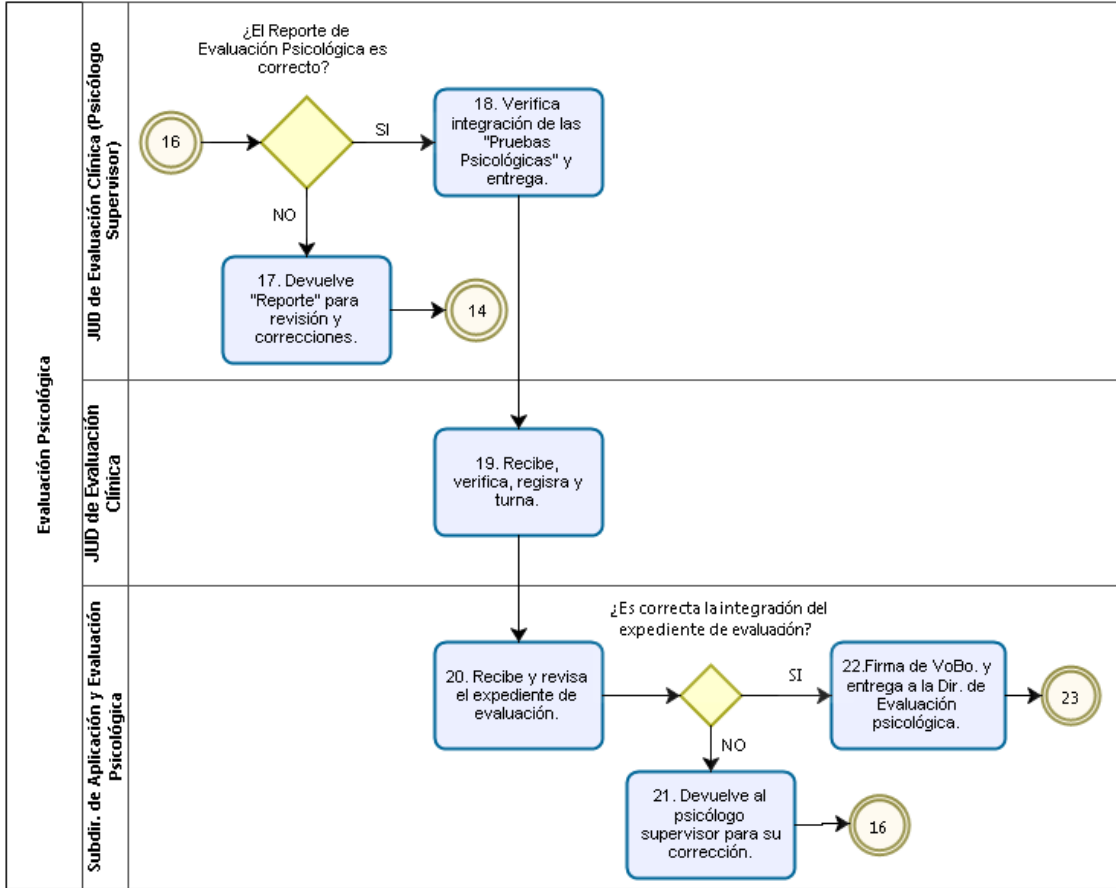 Evaluación Psicológica
JUD de Evaluación Clínica (Psicólogo
Supervisor)
¿El Reporte de
Evaluación Psicológica es
correcto?
16
SI
18. Verifica
integración de las
"Pruebas
Psicológicas" y
entrega.
NO
17. Devuelve
"Reporte" para
revisión y
correcciones.
14
JUD de Evaluación
Clínica
19. Recibe,
verifica, regisra y
turna.
Subdir. de Aplicación y Evaluación
Psicológica
20. Recibe y revisa
el expediente de
evaluación.
¿Es correcta la integración del
expediente de evaluación?
SI
22.Firma de VoBo. y
entrega a la Dir. de
Evaluación
psicológica.
23
NO
21. Devuelve al
psicólogo
supervisor para su
corrección.
16